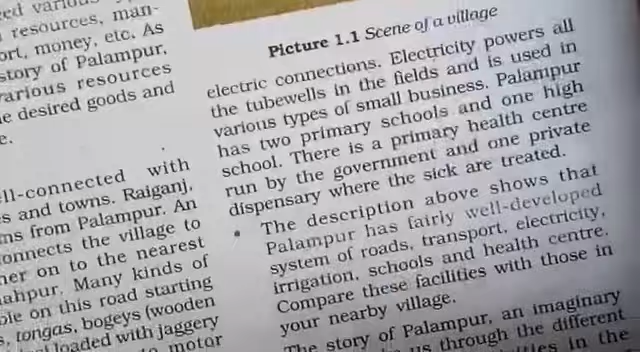 resources, man-
ort, money, etc. As
story of Palampur,
various resources
desired goods and
ll-connected with
s and towns. Raiganj,
ms from Palampur. An
onnects the village to
her on to the nearest
ahpur. Many kinds of
ple on this road starting
s, tongas, bogeys (wooden
loaded with jaggery
motor
Picture 1.1 Scene of a village
electric connections. Electricity powers all
the tubewells in the fields and is used in
various types of small business. Palampur
has two primary schools and one high
school. There is a primary health centre
run by the government and one private
dispensary where the sick are treated.
• The description above shows that
Palampur has fairly well-developed
system of roads, transport, electricity,
irrigation, schools and health centre.
Compare these facilities with those in
your nearby village.
The story of Palampur, an imaginary
us through the different
in the